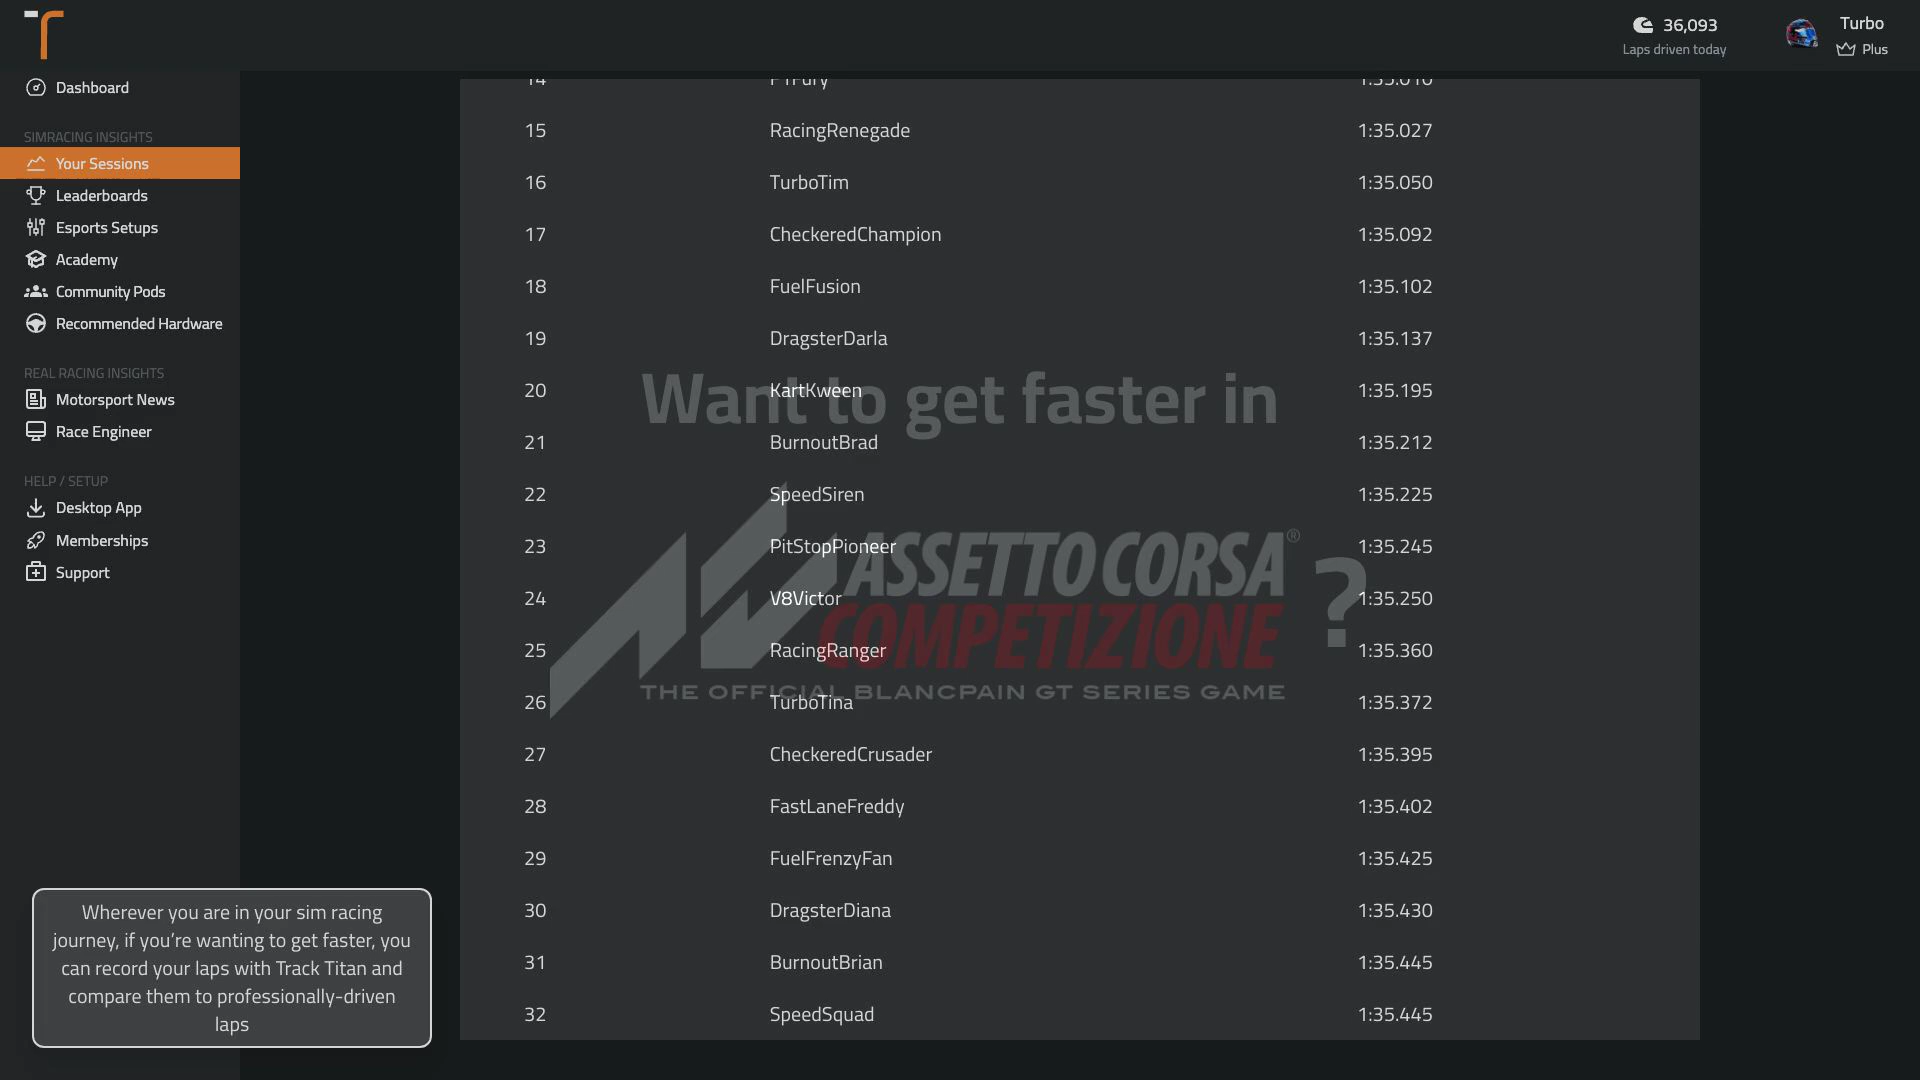 36,093
Laps driven today
Turbo
Plus
Dashboard
SIMRACING INSIGHTS
Your Sessions
Leaderboards
Esports Setups
Academy
Community Pods
Recommended Hardware
REAL RACING INSIGHTS
Motorsport News
Race Engineer
HELP / SETUP
Desktop App
Memberships
Support
15 RacingRenegade 1:35.027
16 TurboTim 1:35.050
17 CheckeredChampion 1:35.092
18 FuelFusion 1:35.102
19 DragsterDarla 1:35.137
20 KartKween 1:35.195
21 BurnoutBrad 1:35.212
22 SpeedSiren 1:35.225
23 PitStopPioneer 1:35.245
24 V8Victor 1:35.250
25 RacingRanger 1:35.360
26 TurboTina 1:35.372
27 CheckeredCrusader 1:35.395
28 FastLaneFreddy 1:35.402
29 FuelFrenzyFan 1:35.425
30 DragsterDiana 1:35.430
31 BurnoutBrian 1:35.445
32 SpeedSquad 1:35.445
Want to get faster in
ASSETTO CORSA®
COMPETIZIONE
?
THE OFFICIAL BLANCPAIN GT SERIES GAME
Wherever you are in your sim racing
journey, if you’re wanting to get faster, you
can record your laps with Track Titan and
compare them to professionally-driven
laps